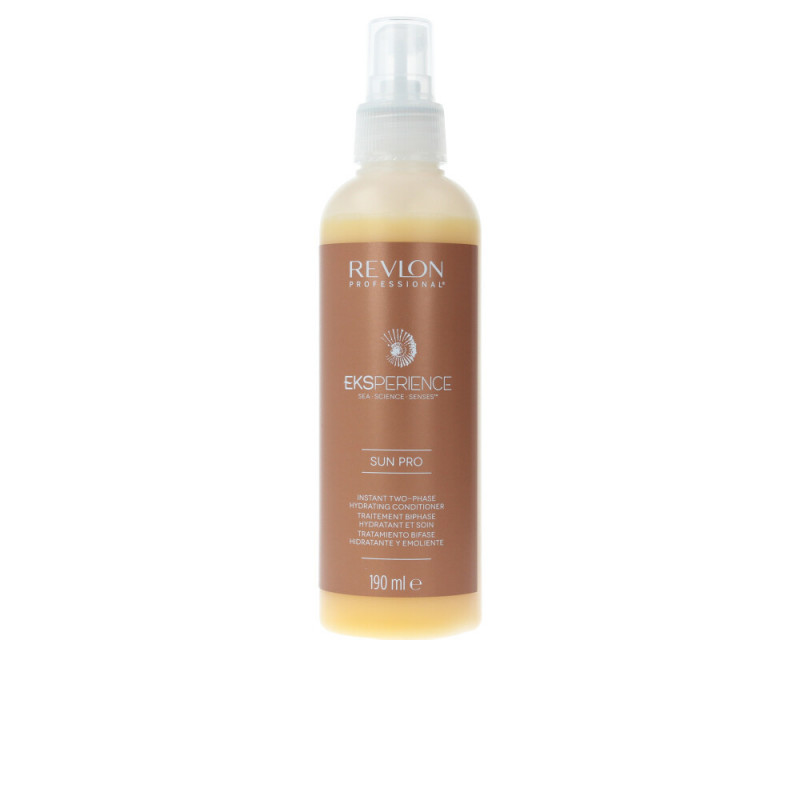 REVLON
PROFESSIONAL®
EKSPERIENCE
SEA · SCIENCE · SENSES™
SUN PRO
INSTANT TWO-PHASE
HYDRATING CONDITIONER
TRAITEMENT BIPHASE
HYDRATANT ET SOIN
TRATAMIENTO BIFASE
HIDRATANTE Y EMOLIENTE
190 ml ℮